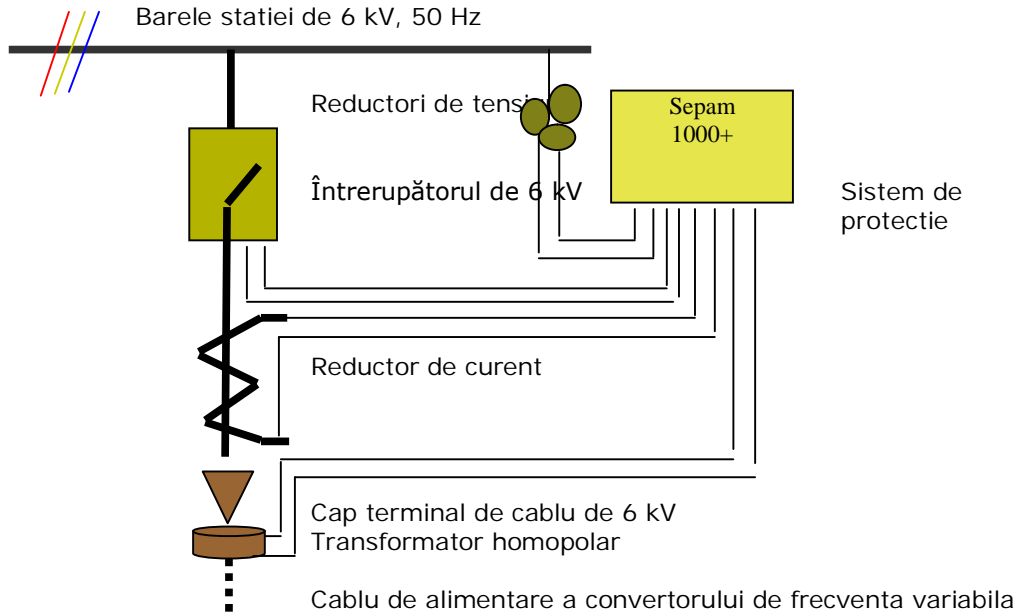 Barele statiei de 6 kV, 50 Hz
Reductori de
Sepam
1000+
Întrerupătorul de 6 kV
Sistem de
protectie
Reductor de curent
Cap terminal de cablu de 6 kV
Transformator homopolar
Cablu de alimentare a convertorului de frecventa variabila